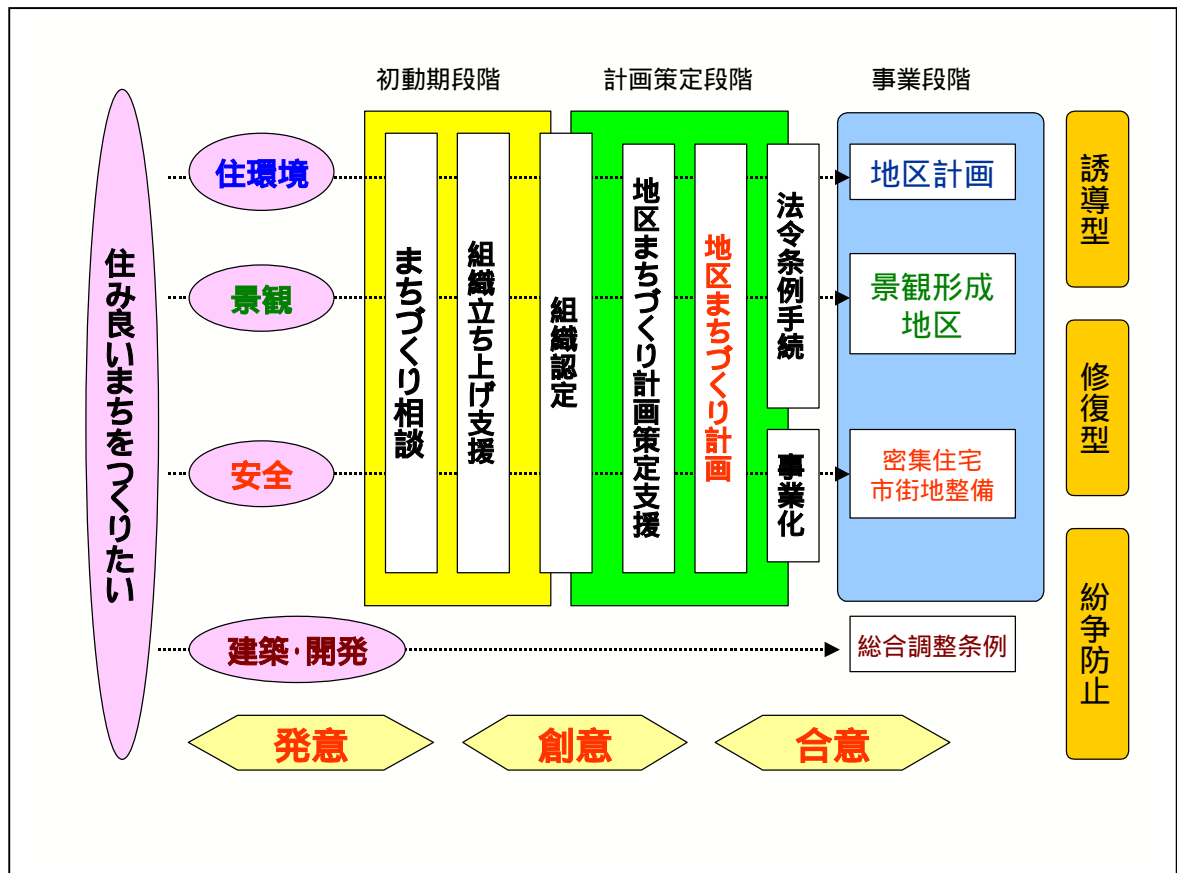 初動期段階
計画策定段階
事業段階
住み良いまちをつくりたい
住環境
景観
安全
建築・開発
まちづくり相談
組織立ち上げ支援
組織認定
地区まちづくり計画策定支援
地区まちづくり計画
法令条例手続
事業化
地区計画
景観形成
地区
密集住宅
市街地整備
総合調整条例
誘導型
修復型
紛争防止
発意
創意
合意